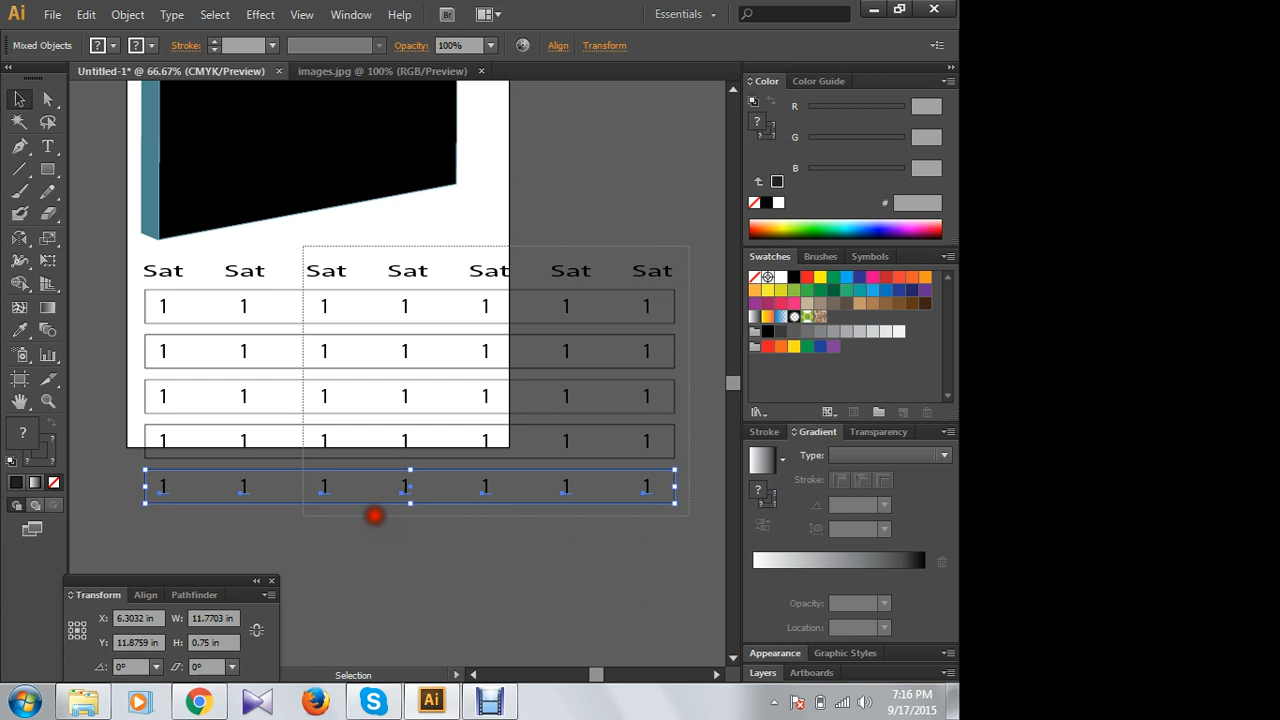 Ai File Edit Object Type Select Effect View Window Help Br Essentials
Mixed Objects ? ? Stroke: Opacity: 100% Align Transform
Untitled-1* @ 66.67% (CMYK/Preview) × images.jpg @ 100% (RGB/Preview) ×
Color Color Guide
R
G
B
#
?
Swatches Brushes Symbols
Sat Sat Sat Sat Sat Sat Sat
1 1 1 1 1 1 1
1 1 1 1 1 1 1
1 1 1 1 1 1 1
1 1 1 1 1 1 1
1 1 1 1 1 1 1
?
Stroke Gradient Transparency
Type:
Stroke:
?
Opacity:
Location:
Appearance Graphic Styles
Layers Artboards
Transform Align Pathfinder
X: 6.3032 in W: 11.7703 in
Y: 11.8759 in H: 0.75 in
0° 0°
Selection
Ai
7:16 PM
9/17/2015